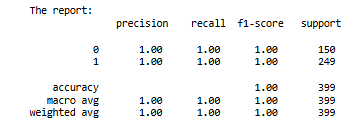 The report:
precision recall f1-score support
0 1.00 1.00 1.00 150
1 1.00 1.00 1.00 249
accuracy 1.00 399
macro avg 1.00 1.00 1.00 399
weighted avg 1.00 1.00 1.00 399